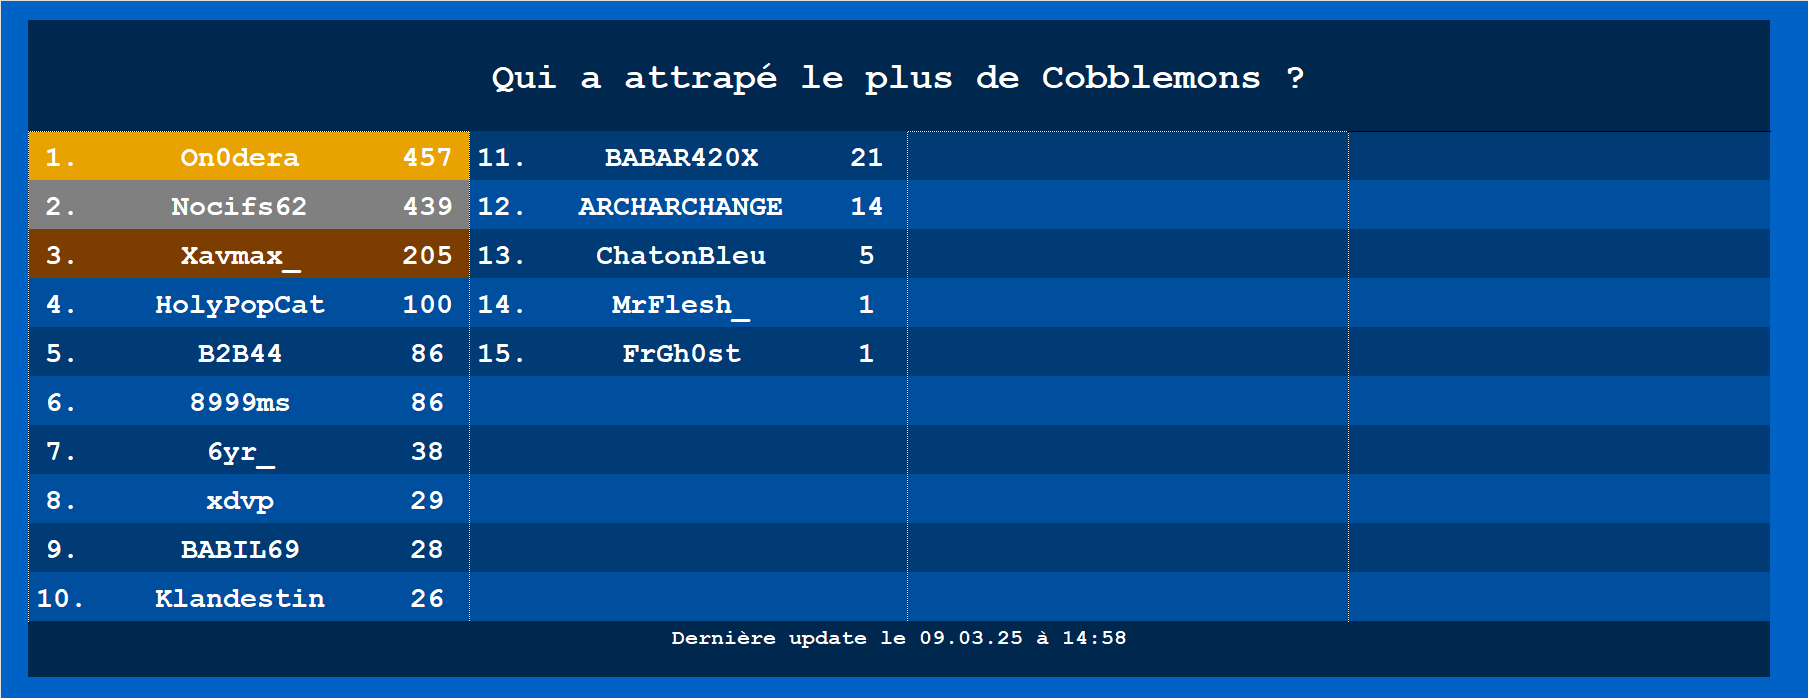 Qui a attrapé le plus de Cobblemons ?
1. On0dera 457
2. Nocifs62 439
3. Xavmax_ 205
4. HolyPopCat 100
5. B2B44 86
6. 8999ms 86
7. 6yr_ 38
8. xdvp 29
9. BABIL69 28
10. Klandestin 26
11. BABAR420X 21
12. ARCHARCHANGE 14
13. ChatonBleu 5
14. MrFlesh_ 1
15. FrGh0st 1
Dernière update le 09.03.25 à 14:58